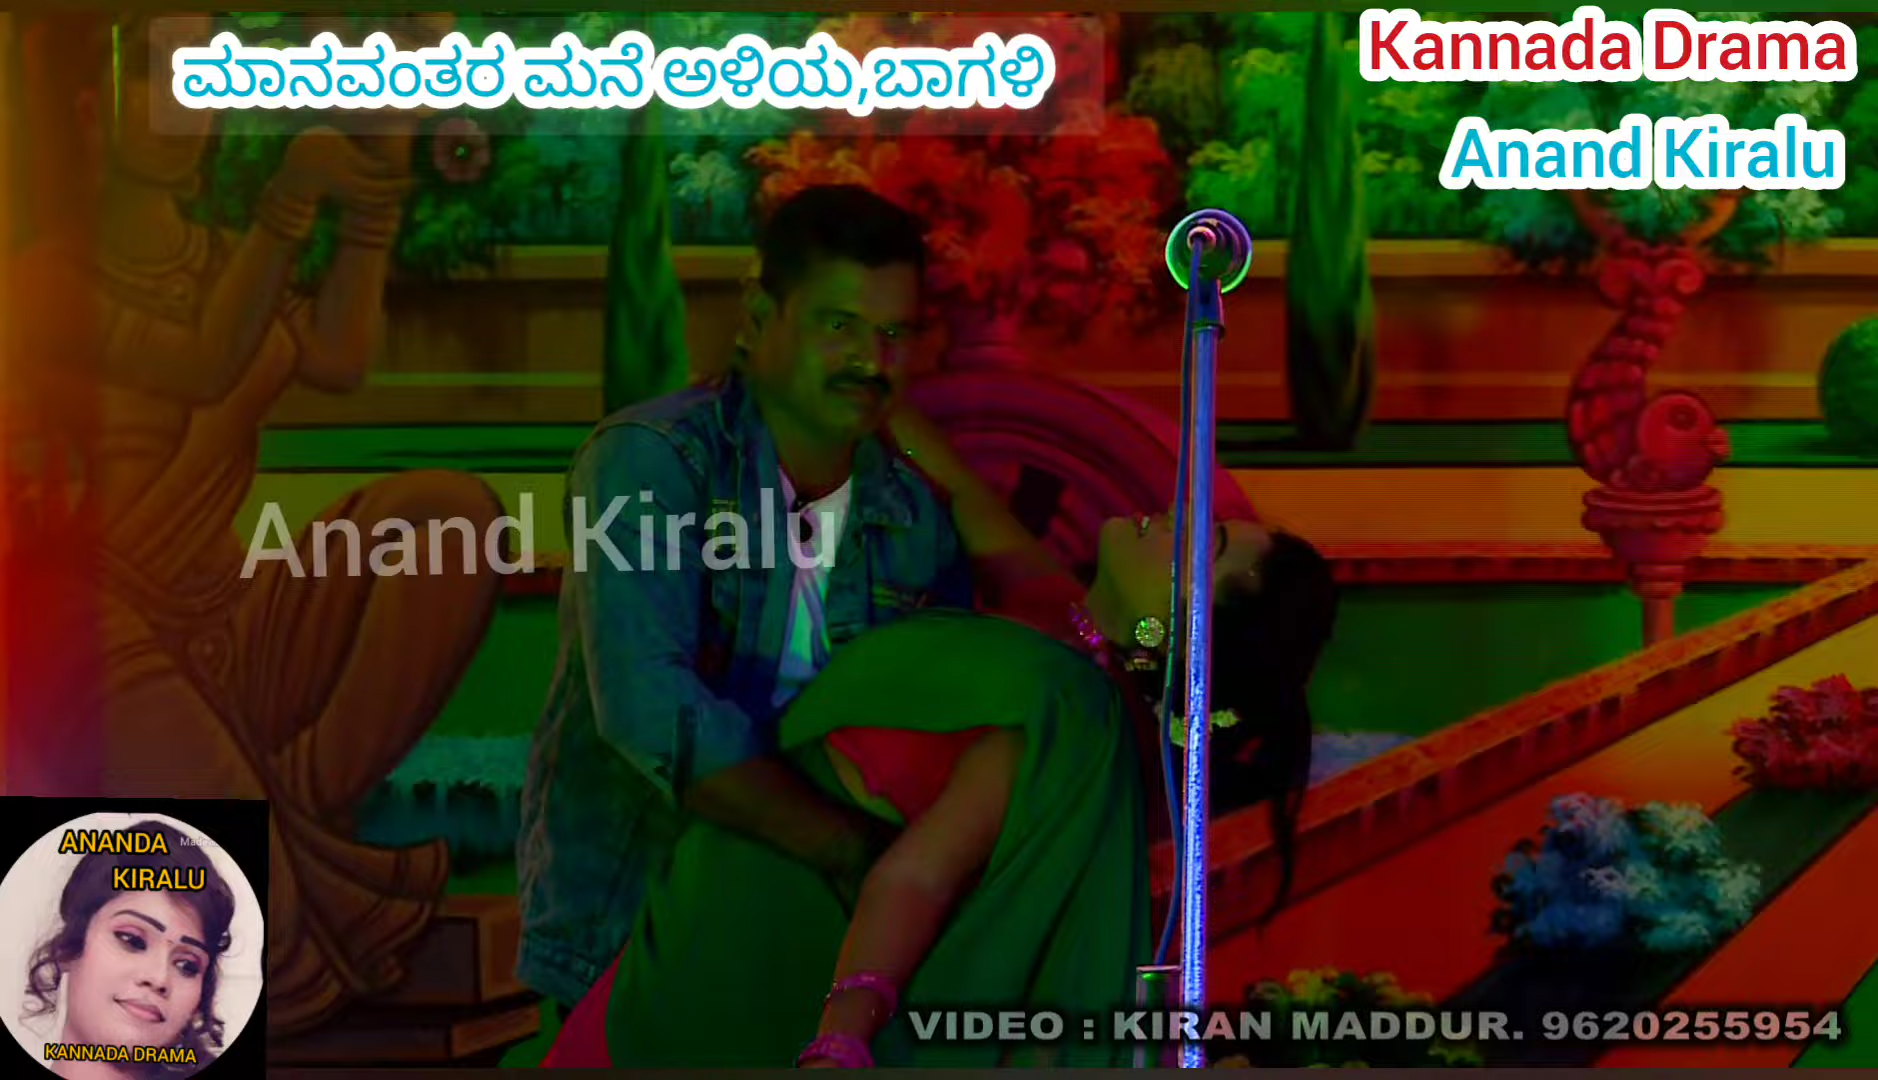 ಮಾನವಂತರ ಮನೆ ಅಳಿಯ,ಬಾಗಳಿ
Kannada Drama
Anand Kiralu
Anand Kiralu
ANANDA
KIRALU
KANNADA DRAMA
VIDEO : KIRAN MADDUR. 9620255954